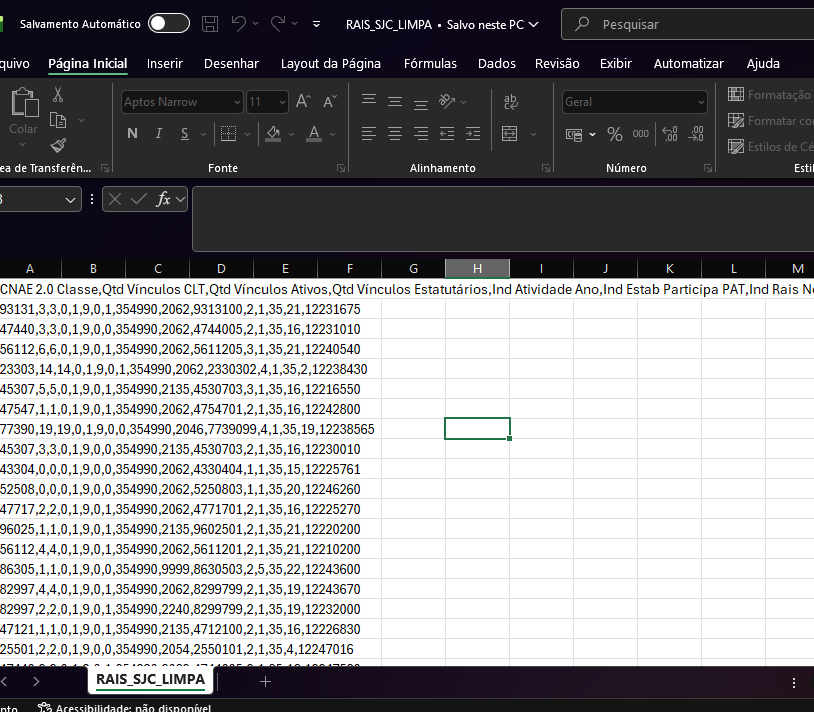 Salvamento Automático
RAIS_SJC_LIMPA • Salvo neste PC
Pesquisar
quivo Página Inicial Inserir Desenhar Layout da Página Fórmulas Dados Revisão Exibir Automatizar Ajuda
Colar
ea de Transferên...
Aptos Narrow 11
N I S
Fonte
ab
Alinhamento
Geral
% 000
Número
Formatação
Formatar co
Estilos de Cé
Esti
3
fx
A B C D E F G H I J K L M
CNAE 2.0 Classe,Qtd Vínculos CLT,Qtd Vínculos Ativos,Qtd Vínculos Estatutários,Ind Atividade Ano,Ind Estab Participa PAT,Ind Rais Ne
93131,3,3,0,1,9,0,1,354990,2062,9313100,2,1,35,21,12231675
47440,3,3,0,1,9,0,0,354990,2062,4744005,2,1,35,16,12231010
56112,6,6,0,1,9,0,1,354990,2062,5611205,3,1,35,21,12240540
23303,14,14,0,1,9,0,1,354990,2062,2330302,4,1,35,2,12238430
45307,5,5,0,1,9,0,1,354990,2135,4530703,3,1,35,16,12216550
47547,1,1,0,1,9,0,1,354990,2062,4754701,2,1,35,16,12242800
77390,19,19,0,1,9,0,0,354990,2046,7739099,4,1,35,19,12238565
45307,3,3,0,1,9,0,0,354990,2135,4530703,2,1,35,16,12230010
43304,0,0,0,1,9,0,0,354990,2062,4330404,1,1,35,15,12225761
52508,0,0,0,1,9,0,0,354990,2062,5250803,1,1,35,20,12246260
47717,2,2,0,1,9,0,1,354990,2062,4771701,2,1,35,16,12225270
96025,1,1,0,1,9,0,1,354990,2135,9602501,2,1,35,21,12220200
56112,4,4,0,1,9,0,1,354990,2062,5611201,2,1,35,21,12210200
86305,1,1,0,1,9,0,1,354990,9999,8630503,2,5,35,22,12243600
82997,4,4,0,1,9,0,1,354990,2062,8299799,2,1,35,19,12243670
82997,2,2,0,1,9,0,1,354990,2240,8299799,2,1,35,19,12232000
47121,1,1,0,1,9,0,1,354990,2135,4712100,2,1,35,16,12226830
25501,2,2,0,1,9,0,0,354990,2054,2550101,2,1,35,4,12247016
RAIS_SJC_LIMPA
nto Acessibilidade: não disponível